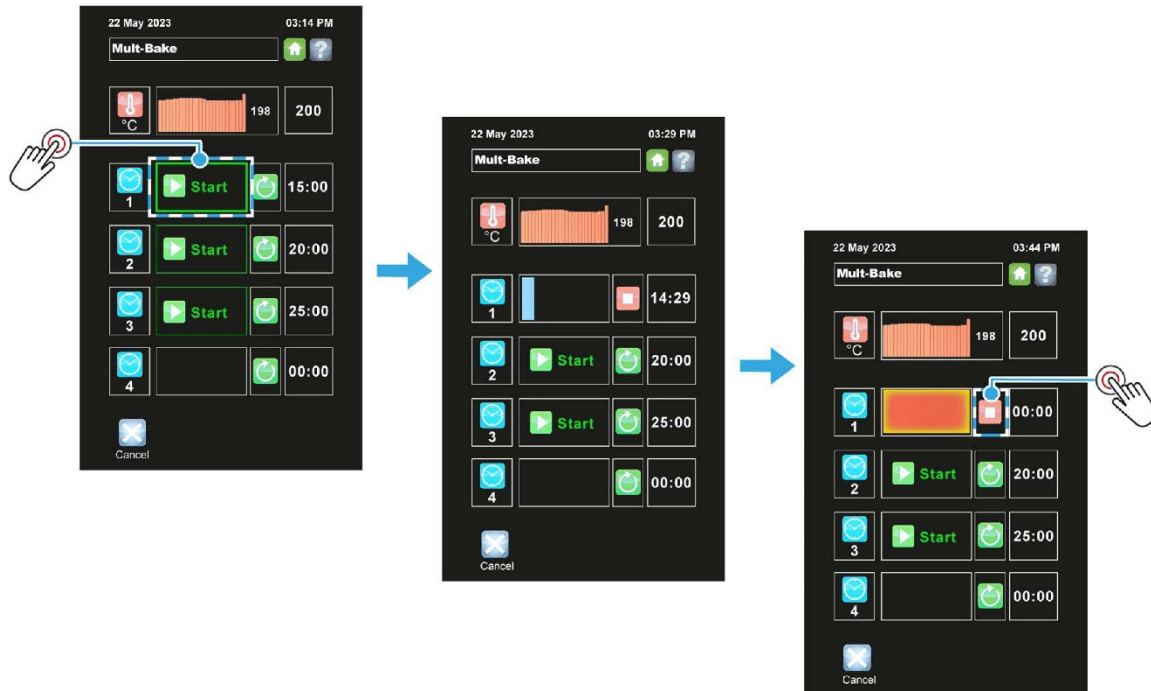 22 May 2023 03:14 PM
Mult-Bake
?
°C 198 200
1 Start 15:00
2 Start 20:00
3 Start 25:00
4 00:00
Cancel
22 May 2023 03:29 PM
Mult-Bake
?
°C 198 200
1 14:29
2 Start 20:00
3 Start 25:00
4 00:00
Cancel
22 May 2023 03:44 PM
Mult-Bake
?
°C 198 200
1 00:00
2 Start 20:00
3 Start 25:00
4 00:00
Cancel